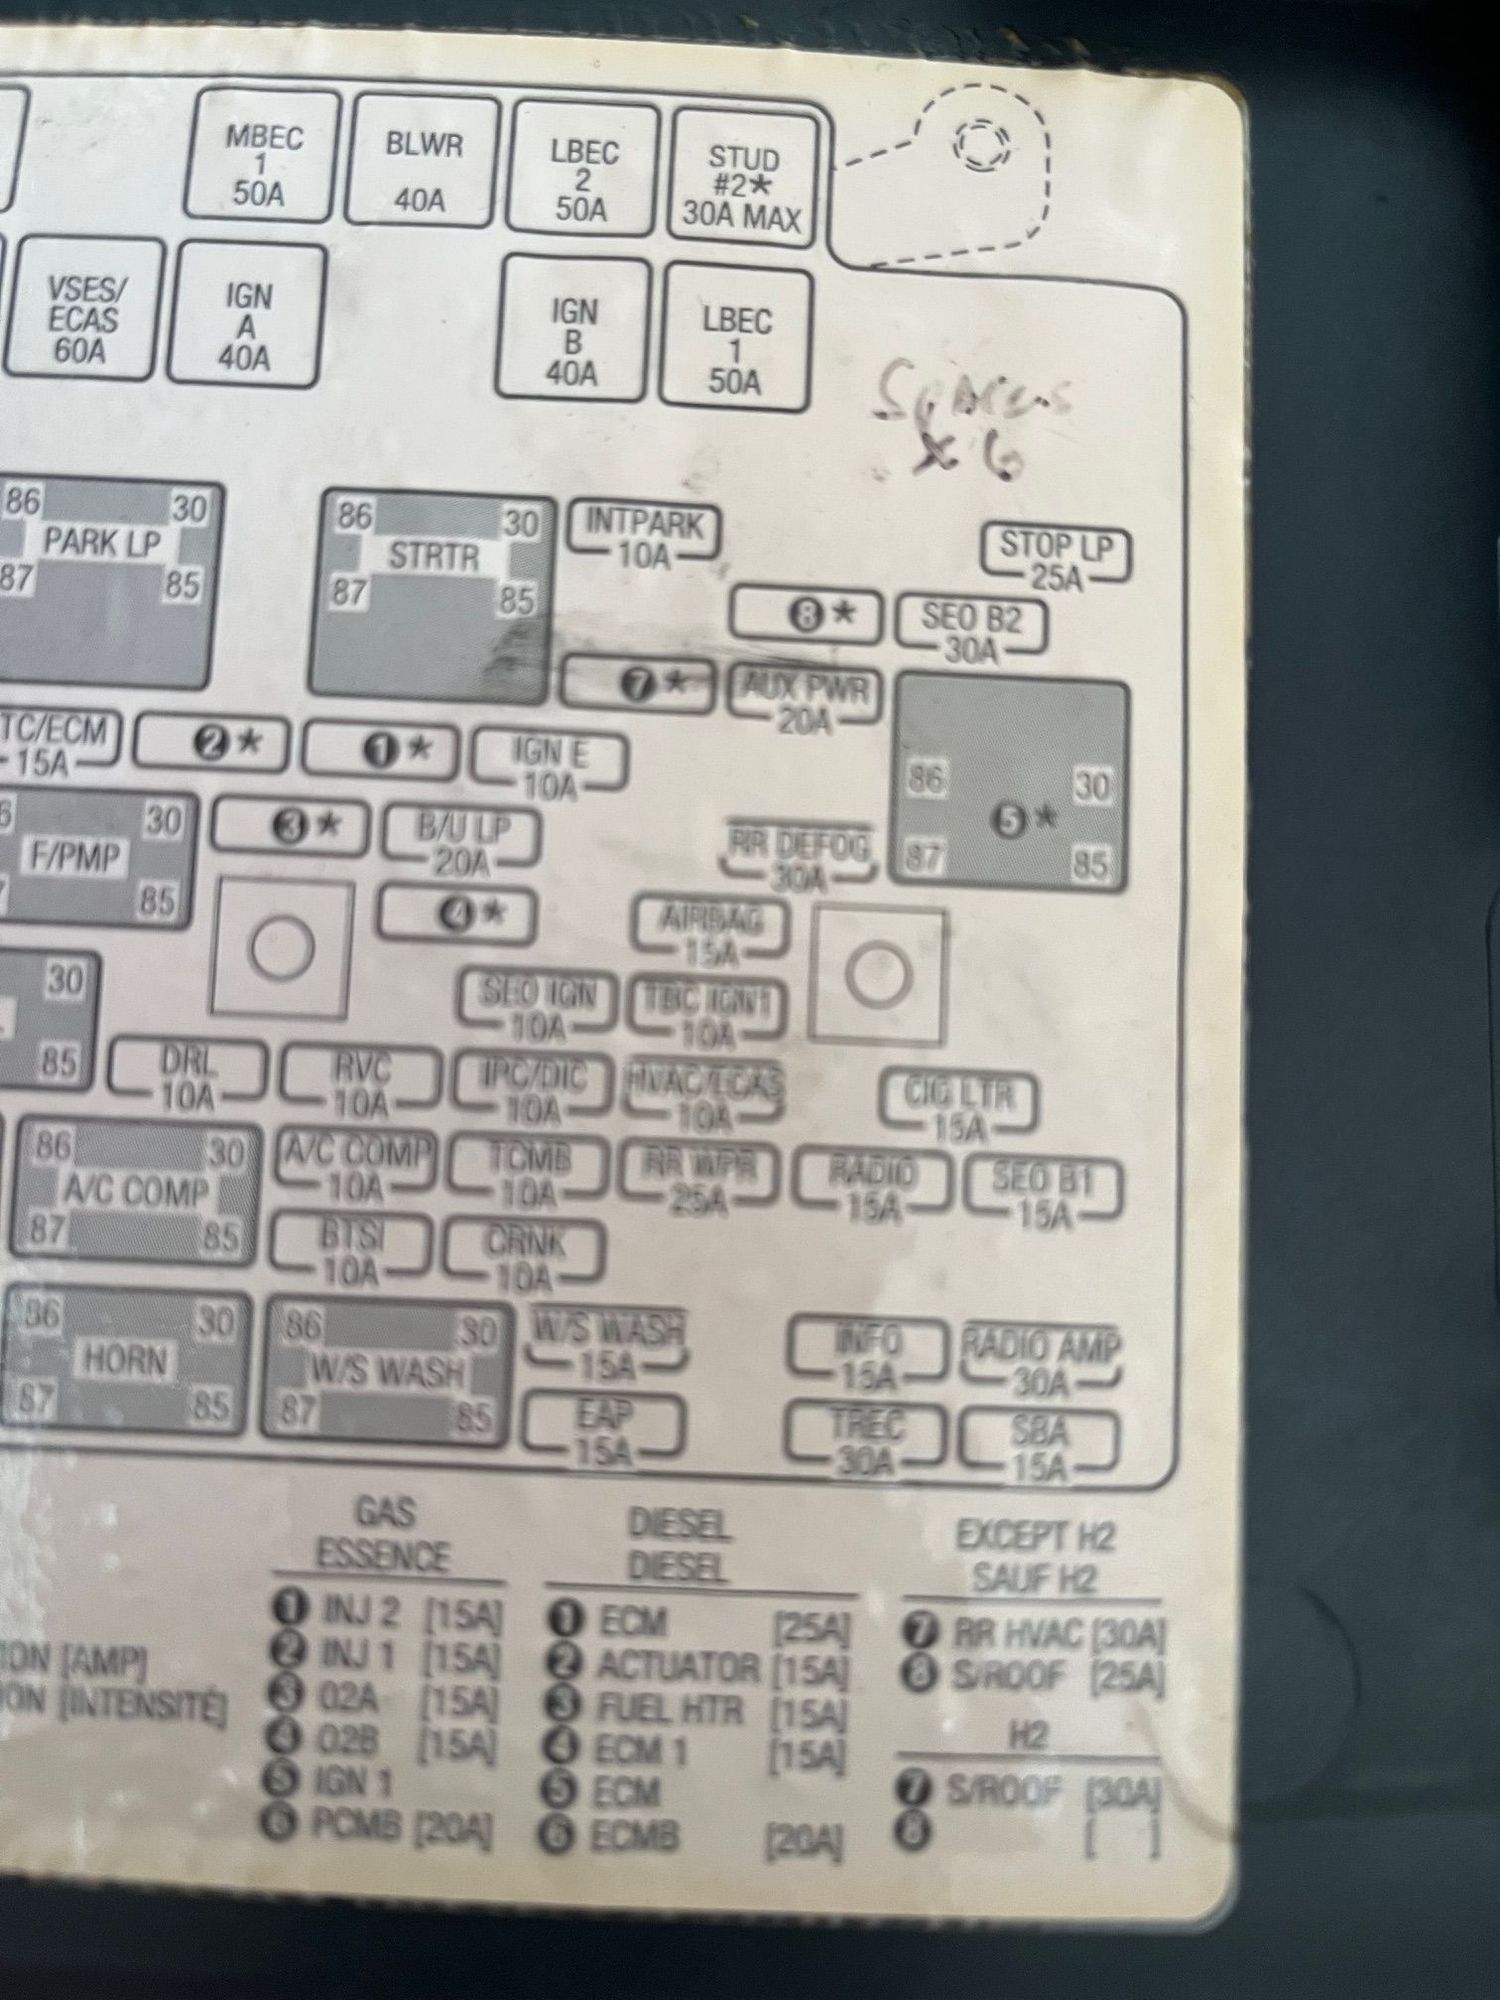 MBEC
1
50A
BLWR
40A
LBEC
2
50A
STUD
#2*
30A MAX
VSES/
ECAS
60A
IGN
A
40A
IGN
B
40A
LBEC
1
50A
x 6
86 30
PARK LP
87 85
86 30
STRTR
87 85
INTPARK
10A
STOP LP
25A
8*
SEO B2
30A
7*
AUX PWR
20A
TC/ECM
15A
2*
1*
IGN E
10A
86 30
5*
87 85
6 30
F/PMP
85
3*
B/U LP
20A
RR DEFOG
30A
4*
AIRBAG
15A
30
85
SEO IGN
10A
TBC IGN1
10A
DRL
10A
RVC
10A
IPC/DIC
10A
HVAC/ECAS
10A
CIG LTR
15A
86 30
A/C COMP
87 85
A/C COMP
10A
TCMB
10A
RR WPR
25A
RADIO
15A
SEO B1
15A
BTSI
10A
CRNK
10A
86 30
HORN
87 85
86 30
W/S WASH
87 85
W/S WASH
15A
INFO
15A
RADIO AMP
30A
EAP
15A
TREC
30A
SBA
15A
ION [AMP]
ION [INTENSITÉ]
GAS
ESSENCE
1 INJ 2 [15A]
2 INJ 1 [15A]
3 02A [15A]
4 02B [15A]
5 IGN 1
6 PCMB [20A]
DIESEL
DIESEL
1 ECM [25A]
2 ACTUATOR [15A]
3 FUEL HTR [15A]
4 ECM 1 [15A]
5 ECM
6 ECMB [20A]
EXCEPT H2
SAUF H2
7 RR HVAC [30A]
8 S/ROOF [25A]
H2
7 S/ROOF [30A]
8 [ ]